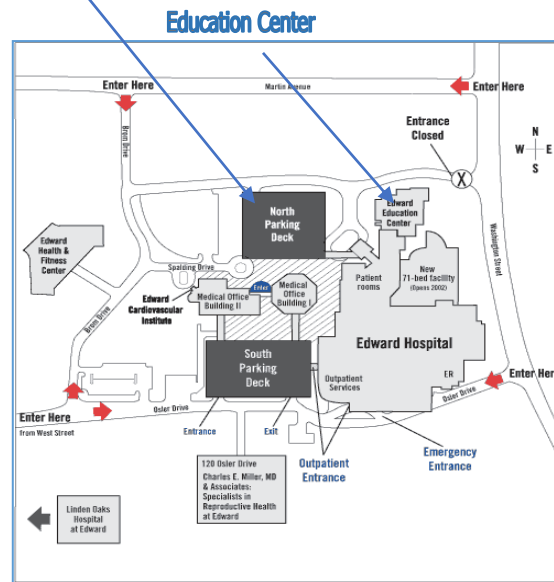 Education Center
Enter Here
Martin Avenue
Enter Here
Entrance
Closed
N
W E
S
X
Brom Drive
North
Parking
Deck
Edward
Education
Center
Washington Street
Edward
Health &
Fitness
Center
Spalding Drive
Patient
rooms
New
71-bed facility
(Opens 2002)
Enter
Medical
Office
Building I
Edward
Cardiovascular
Institute
Medical Office
Building II
Brom Drive
Edward Hospital
South
Parking
Deck
Outpatient
Services
ER
Enter Here
Osler Drive
Enter Here
from West Street
Osler Drive
Entrance
Exit
Outpatient
Entrance
Emergency
Entrance
120 Osler Drive
Charles E. Miller, MD
& Associates:
Specialists in
Reproductive Health
at Edward
Linden Oaks
Hospital
at Edward